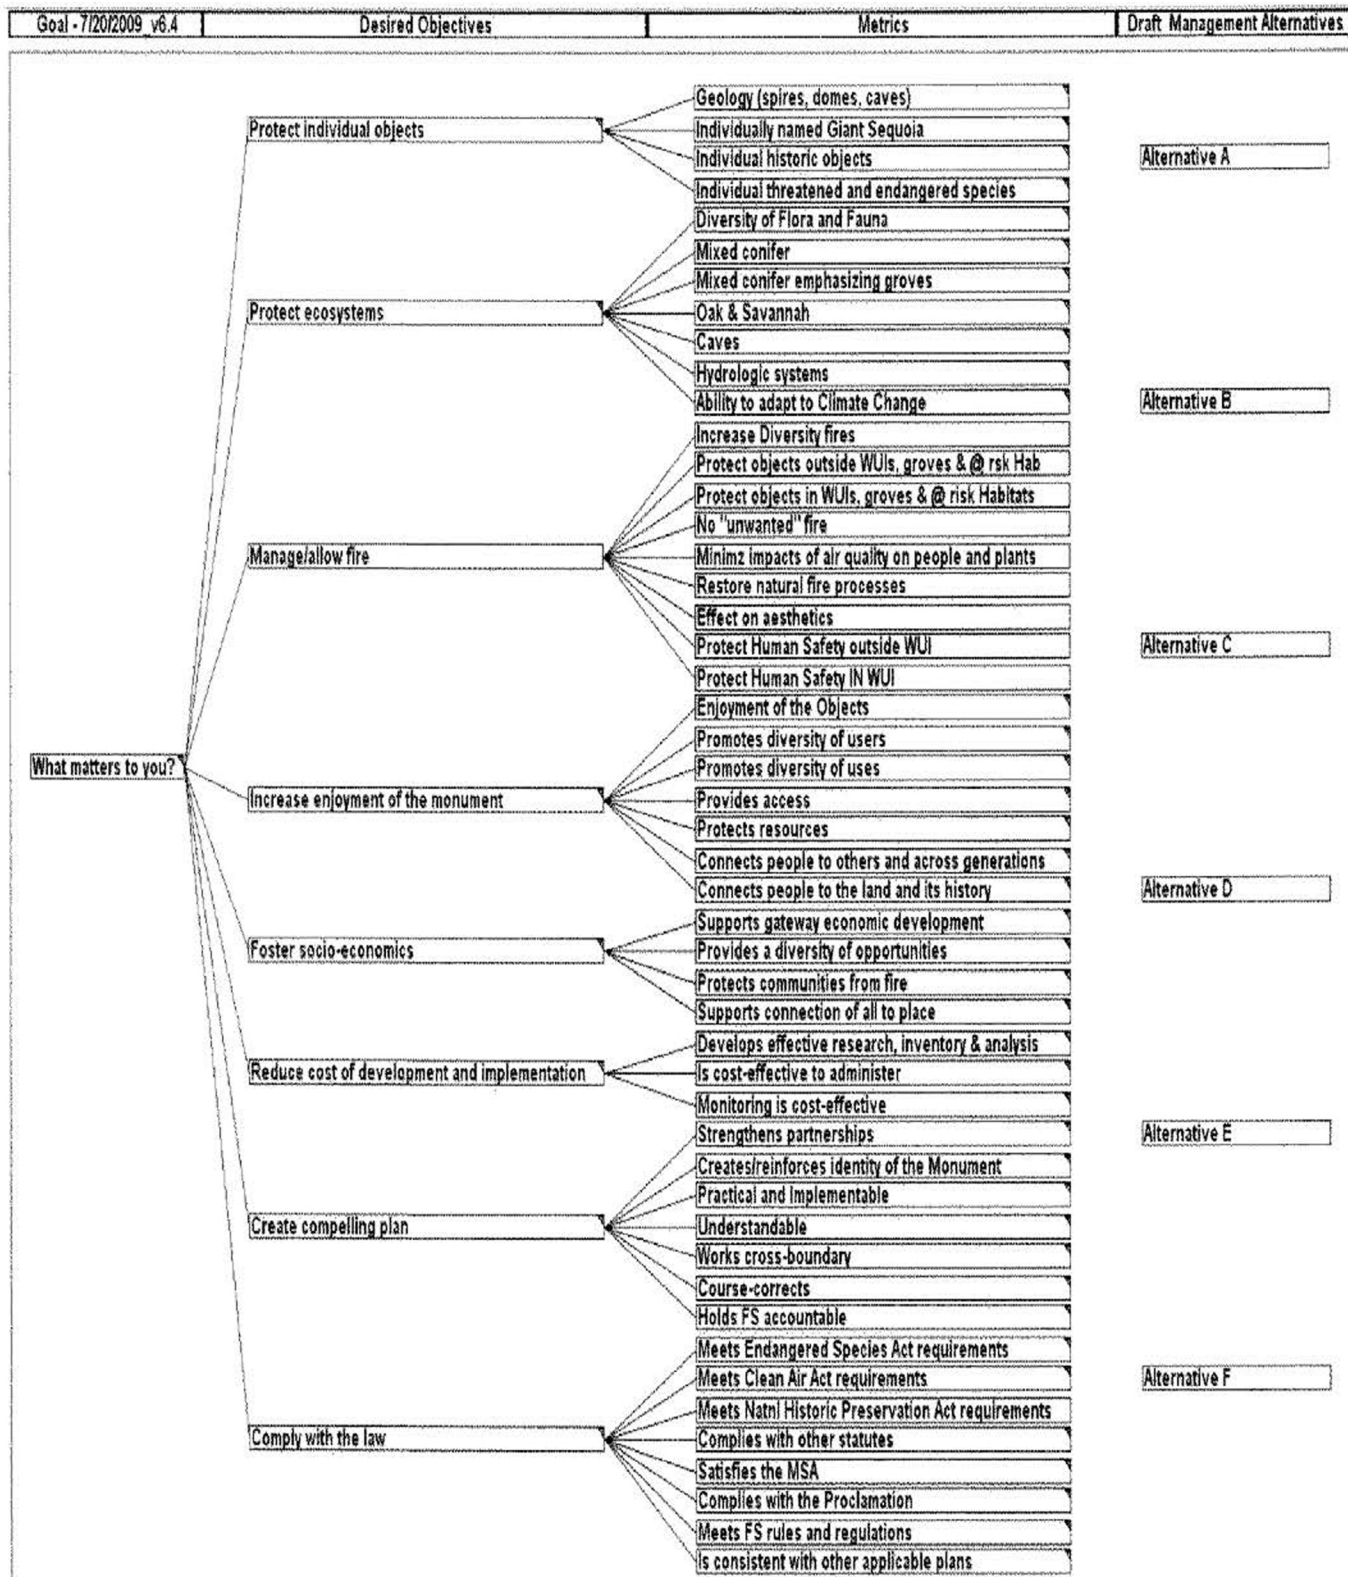 Goal - 7/20/2009_v6.4
Desired Objectives
Metrics
Draft Management Alternatives
What matters to you?
Protect individual objects
Geology (spires, domes, caves)
Individually named Giant Sequoia
Individual historic objects
Individual threatened and endangered species
Protect ecosystems
Diversity of Flora and Fauna
Mixed conifer
Mixed conifer emphasizing groves
Oak & Savannah
Caves
Hydrologic systems
Ability to adapt to Climate Change
Manage/allow fire
Increase Diversity fires
Protect objects outside WUIs, groves & @ rsk Hab
Protect objects in WUIs, groves & @ risk Habitats
No "unwanted" fire
Minimz impacts of air quality on people and plants
Restore natural fire processes
Effect on aesthetics
Protect Human Safety outside WUI
Protect Human Safety IN WUI
Increase enjoyment of the monument
Enjoyment of the Objects
Promotes diversity of users
Promotes diversity of uses
Provides access
Protects resources
Connects people to others and across generations
Connects people to the land and its history
Foster socio-economics
Supports gateway economic development
Provides a diversity of opportunities
Protects communities from fire
Supports connection of all to place
Reduce cost of development and implementation
Develops effective research, inventory & analysis
Is cost-effective to administer
Monitoring is cost-effective
Create compelling plan
Strengthens partnerships
Creates/reinforces identity of the Monument
Practical and Implementable
Understandable
Works cross-boundary
Course-corrects
Holds FS accountable
Comply with the law
Meets Endangered Species Act requirements
Meets Clean Air Act requirements
Meets Natnl Historic Preservation Act requirements
Complies with other statutes
Satisfies the MSA
Complies with the Proclamation
Meets FS rules and regulations
Is consistent with other applicable plans
Alternative A
Alternative B
Alternative C
Alternative D
Alternative E
Alternative F